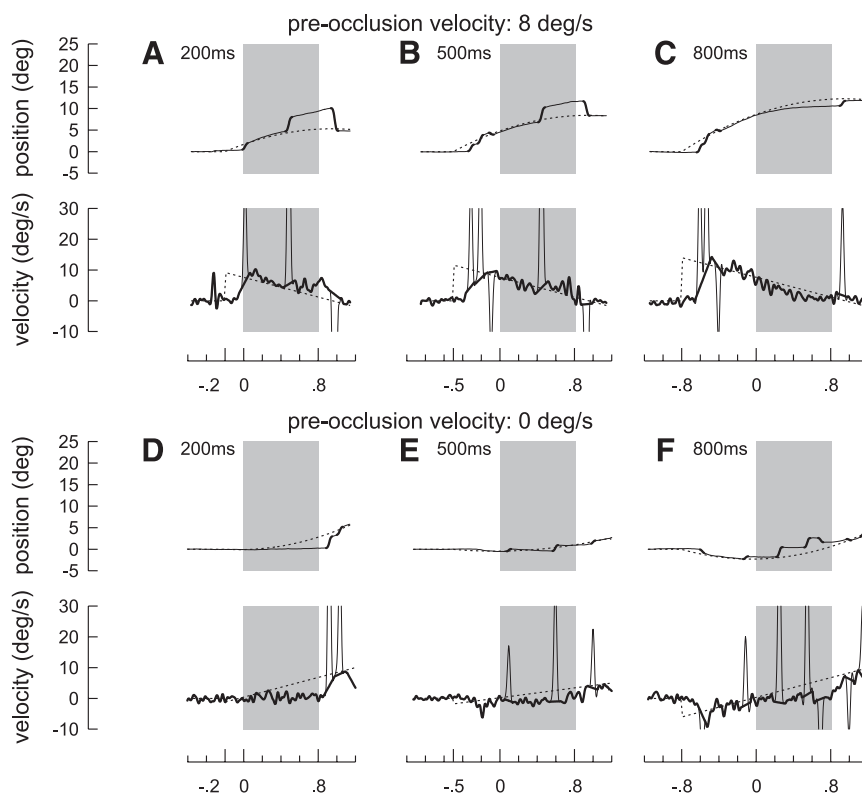 pre-occlusion velocity: 8 deg/s
A 200ms B 500ms C 800ms
position (deg)
25
20
15
10
5
0
-5
velocity (deg/s)
30
20
10
0
-10
-.2 0 .8 -.5 0 .8 -.8 0 .8
pre-occlusion velocity: 0 deg/s
D 200ms E 500ms F 800ms
position (deg)
25
20
15
10
5
0
-5
velocity (deg/s)
30
20
10
0
-10
-.2 0 .8 -.5 0 .8 -.8 0 .8